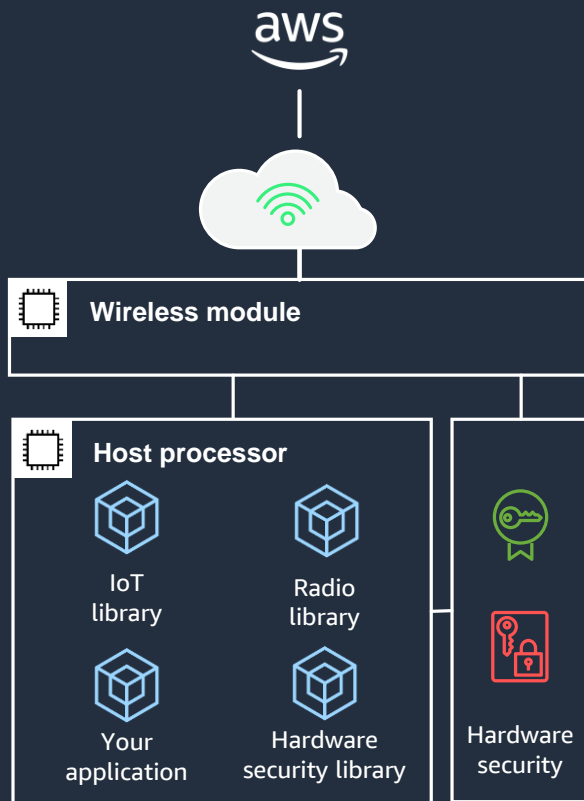 aws
Wireless module
Host processor
IoT
library
Radio
library
Your
application
Hardware
security library
Hardware
security